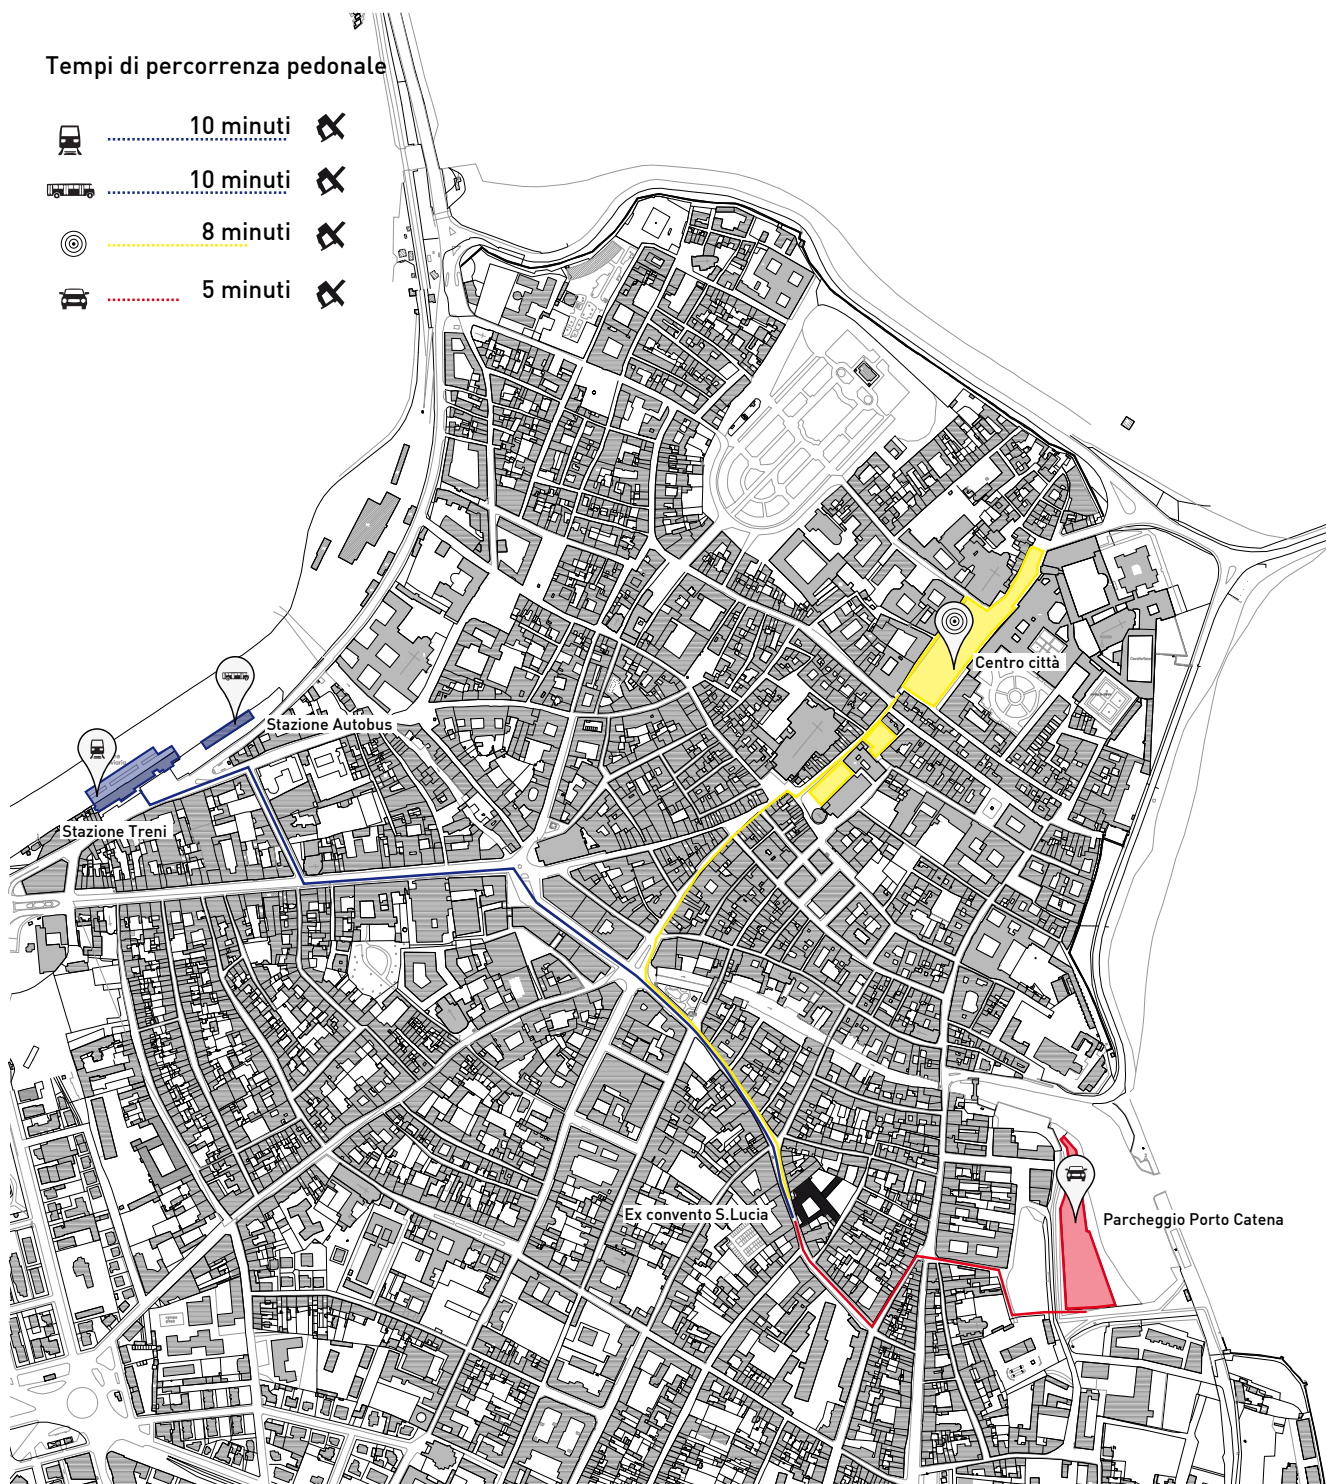 Tempi di percorrenza pedonale
10 minuti
10 minuti
8 minuti
5 minuti
Centro città
Stazione Autobus
Stazione Treni
Ex convento S.Lucia
Parcheggio Porto Catena